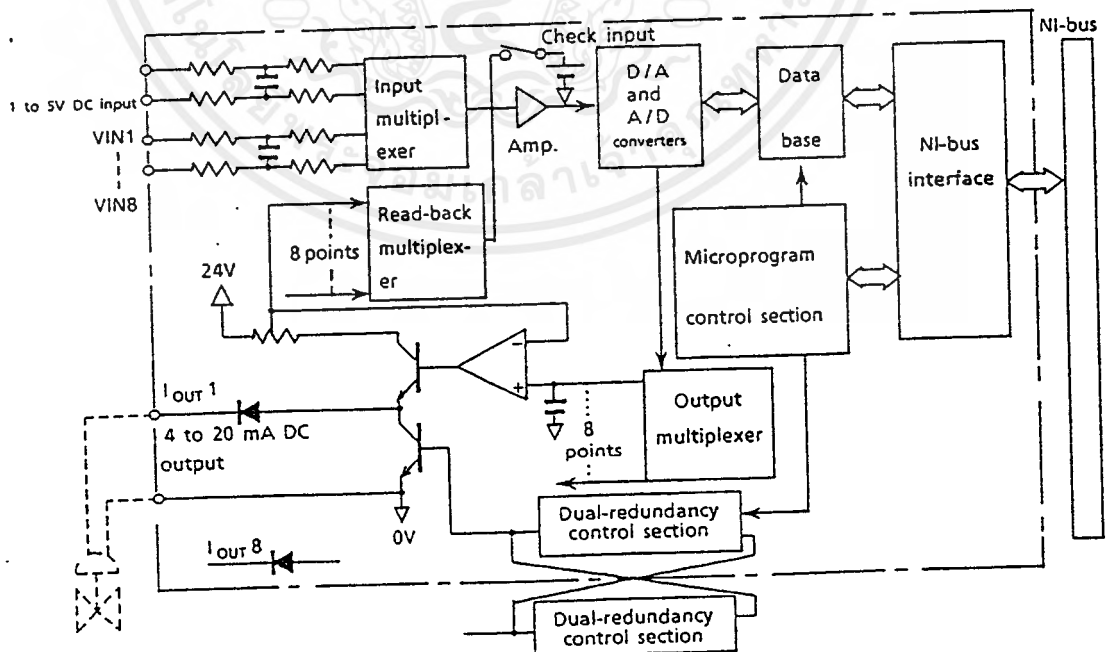 Check input
NI-bus
1 to 5V DC input
VIN1
VIN8
Input
multipl-
exer
Amp.
D/A
and
A/D
converters
Data
base
NI-bus
interface
8 points
Read-back
multiplex-
er
Microprogram
control section
24V
I OUT 1
4 to 20 mA DC
output
−
+
8
points
Output
multiplexer
0V
I OUT 8
Dual-redundancy
control section
Dual-redundancy
control section